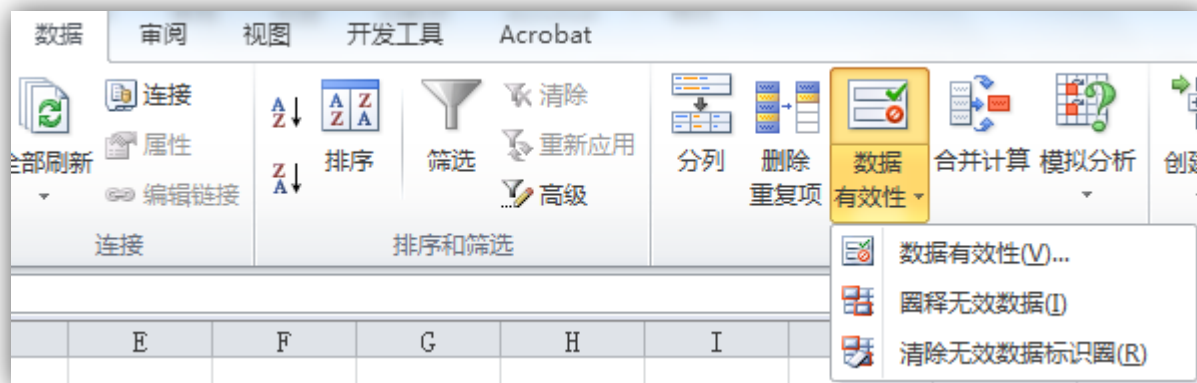 数据 审阅 视图 开发工具 Acrobat
连接
属性
编辑链接
全部刷新
A Z
Z A
A Z
Z A
排序
筛选
清除
重新应用
高级
分列
删除
重复项
数据
有效性
合并计算
模拟分析
连接
排序和筛选
数据有效性(V)...
圈释无效数据(I)
清除无效数据标识圈(R)
E F G H I